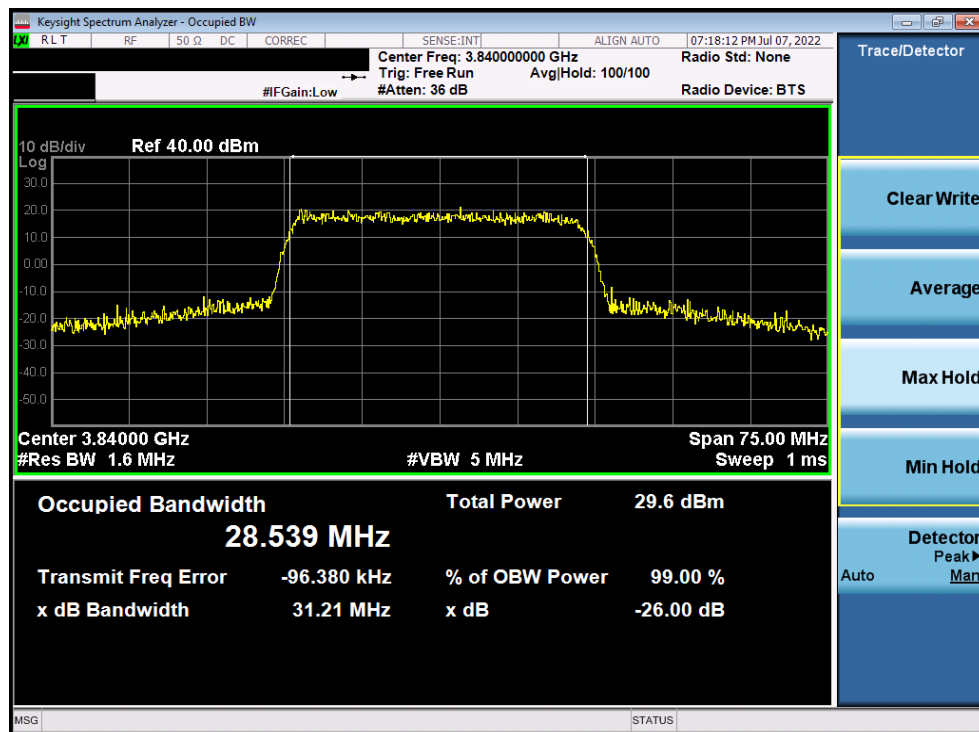 Keysight Spectrum Analyzer - Occupied BW
LXI RLT RF 50 Ω DC CORREC SENSE:INT ALIGN AUTO 07:18:12 PM Jul 07, 2022
Center Freq: 3.840000000 GHz Radio Std: None
Trig: Free Run Avg|Hold: 100/100
#IFGain:Low #Atten: 36 dB Radio Device: BTS
10 dB/div Ref 40.00 dBm
Log
30.0
20.0
10.0
0.00
-10.0
-20.0
-30.0
-40.0
-50.0
Center 3.84000 GHz Span 75.00 MHz
#Res BW 1.6 MHz #VBW 5 MHz Sweep 1 ms
Occupied Bandwidth Total Power 29.6 dBm
28.539 MHz
Transmit Freq Error -96.380 kHz % of OBW Power 99.00 %
x dB Bandwidth 31.21 MHz x dB -26.00 dB
MSG STATUS
Trace/Detector
Clear Write
Average
Max Hold
Min Hold
Detector
Peak▶
Auto Man